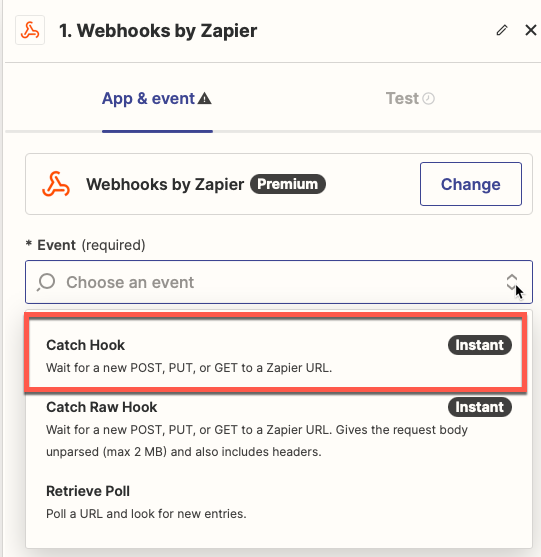 1. Webhooks by Zapier
App & event
Test
Webhooks by Zapier Premium Change
* Event (required)
Choose an event
Catch Hook Instant
Wait for a new POST, PUT, or GET to a Zapier URL.
Catch Raw Hook Instant
Wait for a new POST, PUT, or GET to a Zapier URL. Gives the request body
unparsed (max 2 MB) and also includes headers.
Retrieve Poll
Poll a URL and look for new entries.